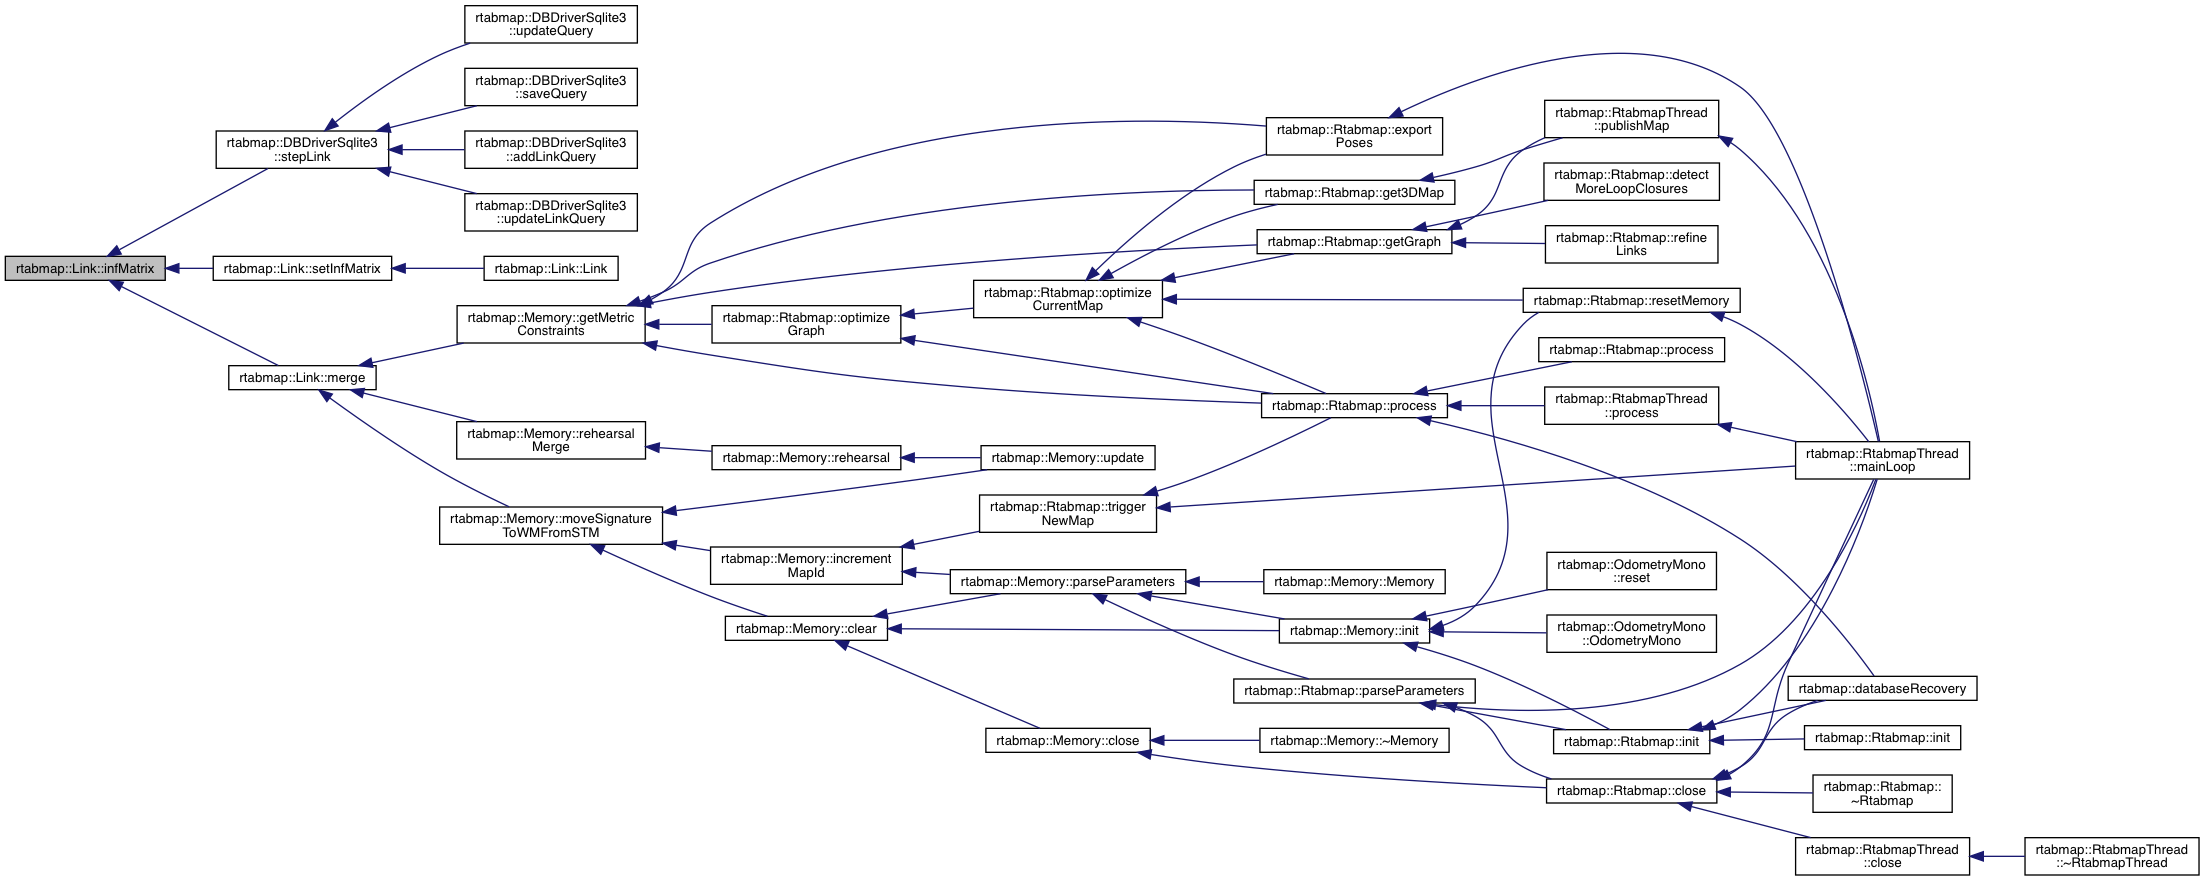 rtabmap::DBDriverSqlite3
::updateQuery
rtabmap::DBDriverSqlite3
::saveQuery
rtabmap::DBDriverSqlite3
::stepLink
rtabmap::DBDriverSqlite3
::addLinkQuery
rtabmap::DBDriverSqlite3
::updateLinkQuery
rtabmap::Link::infMatrix
rtabmap::Link::setInfMatrix
rtabmap::Link::Link
rtabmap::Link::merge
rtabmap::Memory::getMetric
Constraints
rtabmap::Memory::rehearsal
Merge
rtabmap::Memory::moveSignature
ToWMFromSTM
rtabmap::Rtabmap::optimize
Graph
rtabmap::Memory::rehearsal
rtabmap::Memory::increment
MapId
rtabmap::Memory::clear
rtabmap::Rtabmap::optimize
CurrentMap
rtabmap::Memory::update
rtabmap::Rtabmap::trigger
NewMap
rtabmap::Memory::parseParameters
rtabmap::Memory::close
rtabmap::Rtabmap::export
Poses
rtabmap::Rtabmap::get3DMap
rtabmap::Rtabmap::getGraph
rtabmap::Rtabmap::process
rtabmap::Memory::Memory
rtabmap::Memory::init
rtabmap::Rtabmap::parseParameters
rtabmap::Memory::~Memory
rtabmap::RtabmapThread
::publishMap
rtabmap::Rtabmap::detect
MoreLoopClosures
rtabmap::Rtabmap::refine
Links
rtabmap::Rtabmap::resetMemory
rtabmap::Rtabmap::process
rtabmap::RtabmapThread
::process
rtabmap::OdometryMono
::reset
rtabmap::OdometryMono
::OdometryMono
rtabmap::Rtabmap::init
rtabmap::Rtabmap::close
rtabmap::RtabmapThread
::mainLoop
rtabmap::databaseRecovery
rtabmap::Rtabmap::init
rtabmap::Rtabmap::
~Rtabmap
rtabmap::RtabmapThread
::close
rtabmap::RtabmapThread
::~RtabmapThread